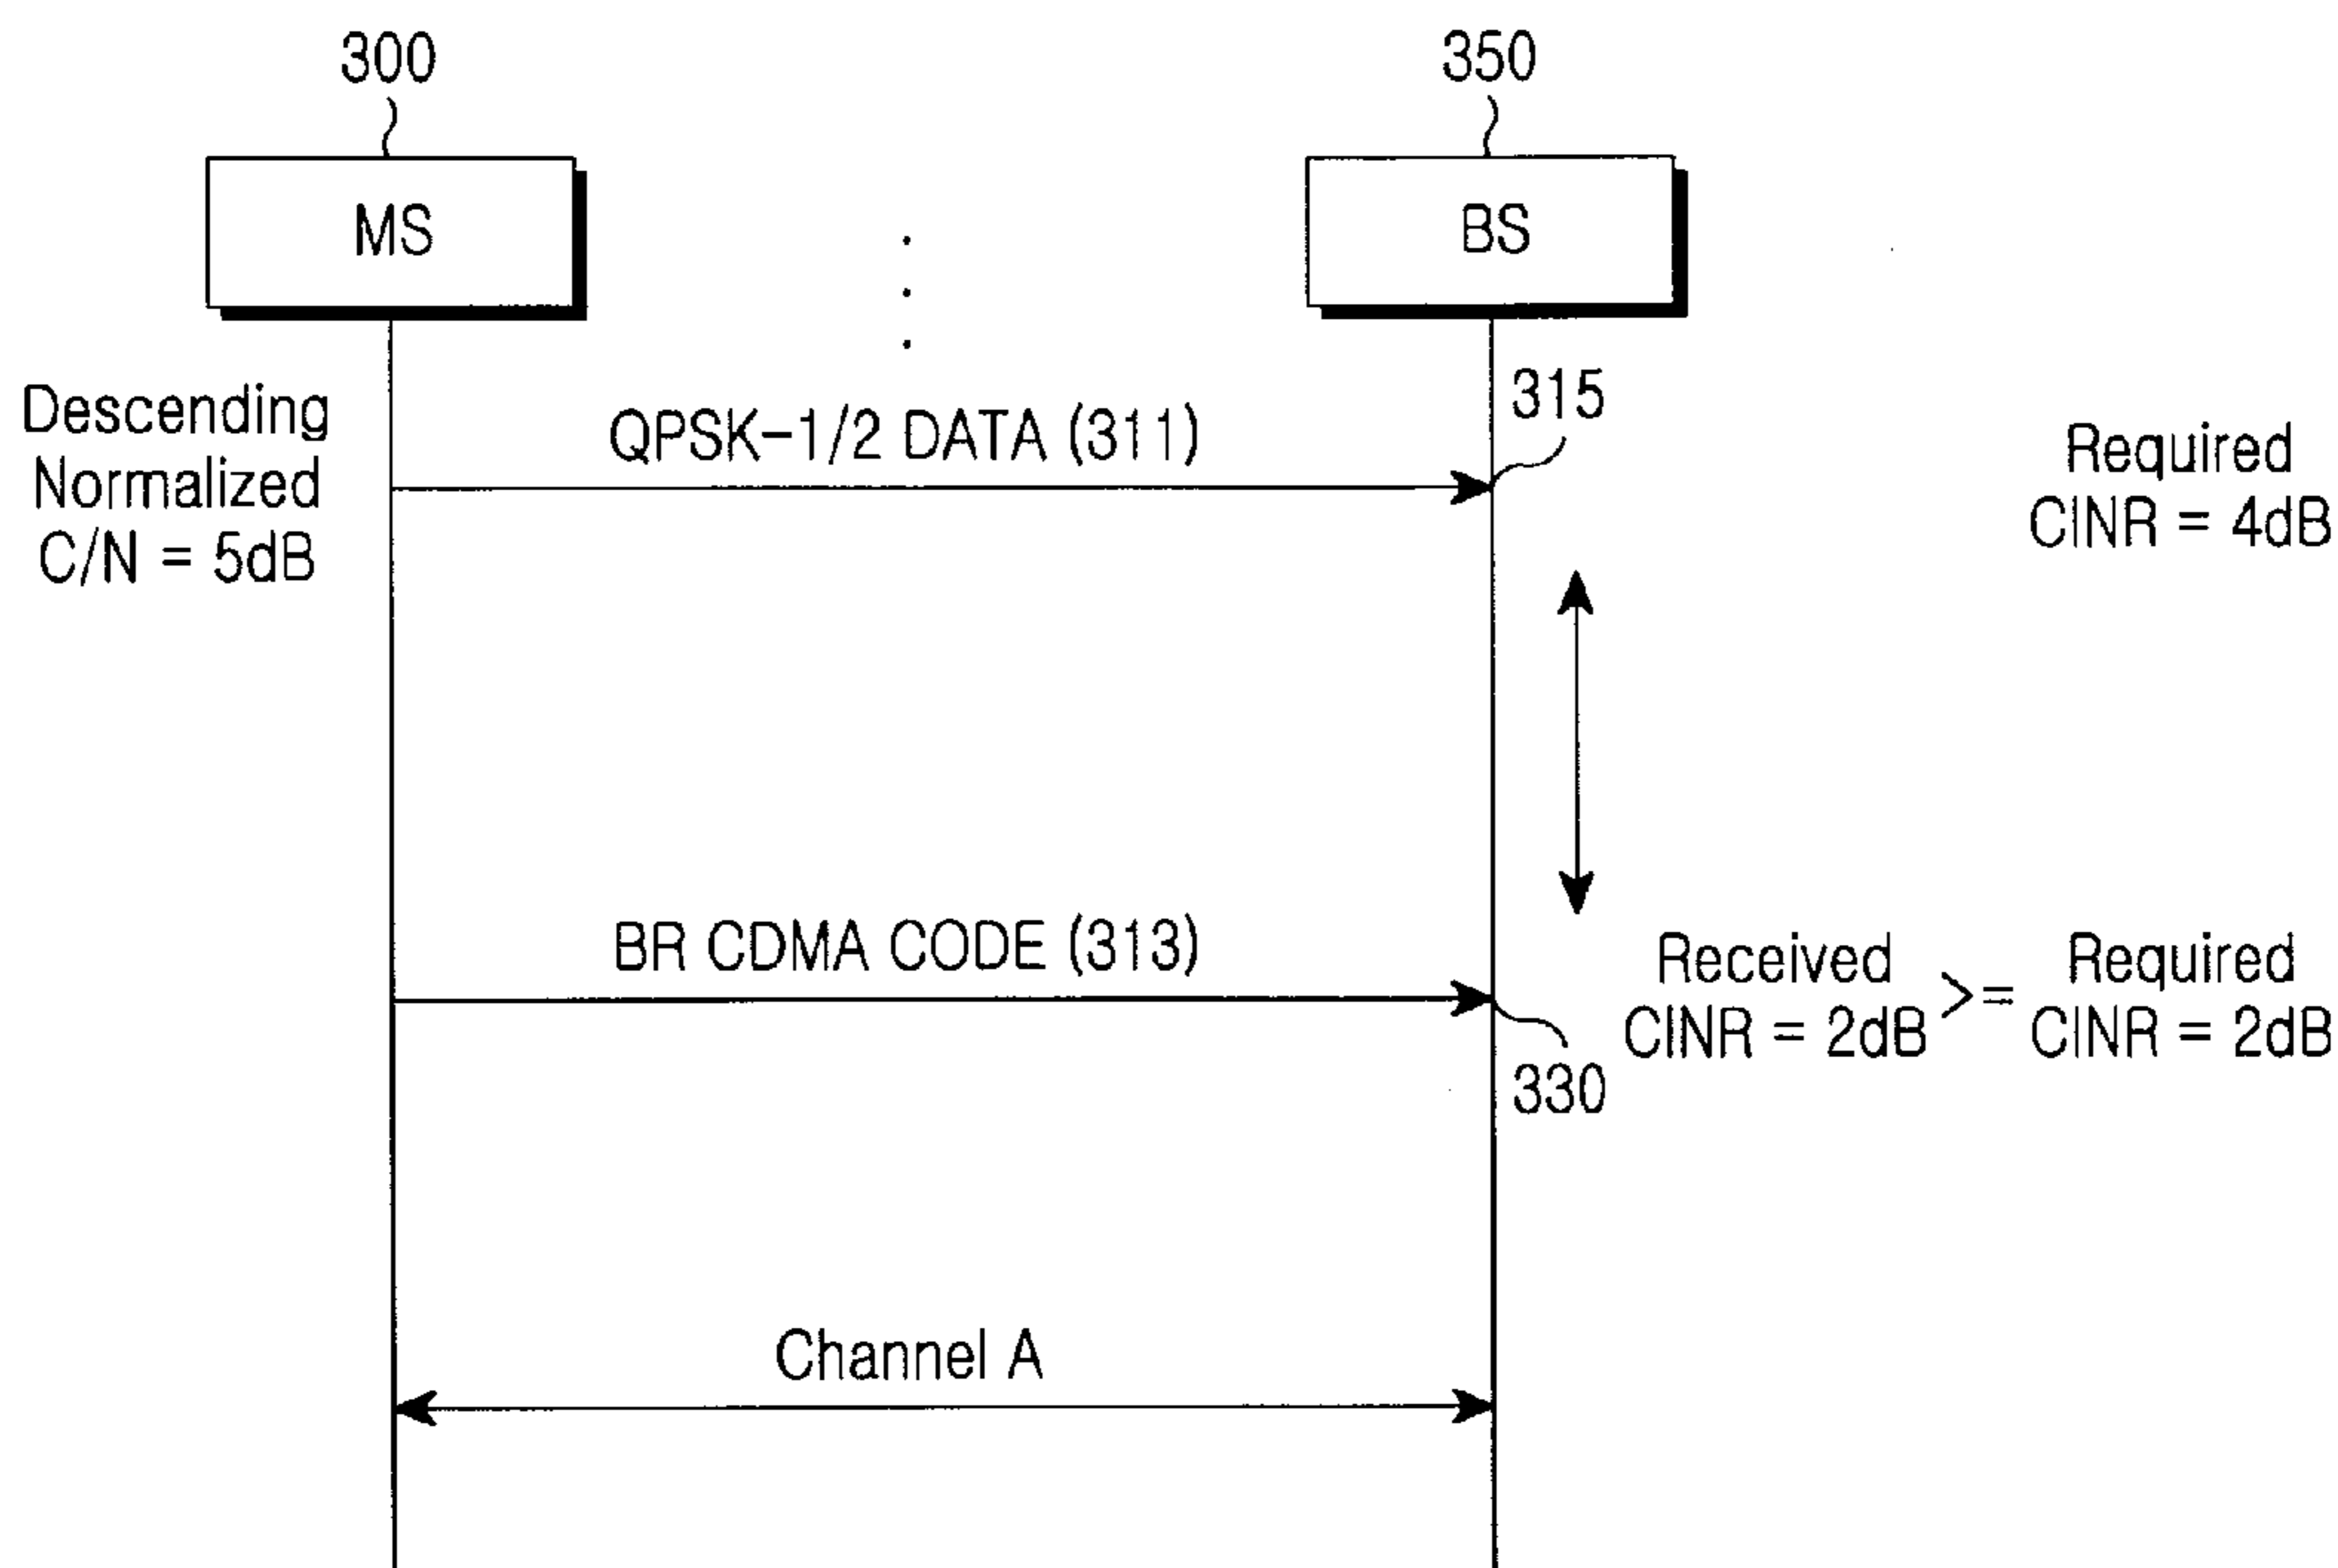 300
350
MS
BS
315
Descending
Normalized
C/N = 5dB
QPSK-1/2 DATA (311)
Required
CINR = 4dB
BR CDMA CODE (313)
Received
CINR = 2dB
>=
Required
CINR = 2dB
330
Channel A